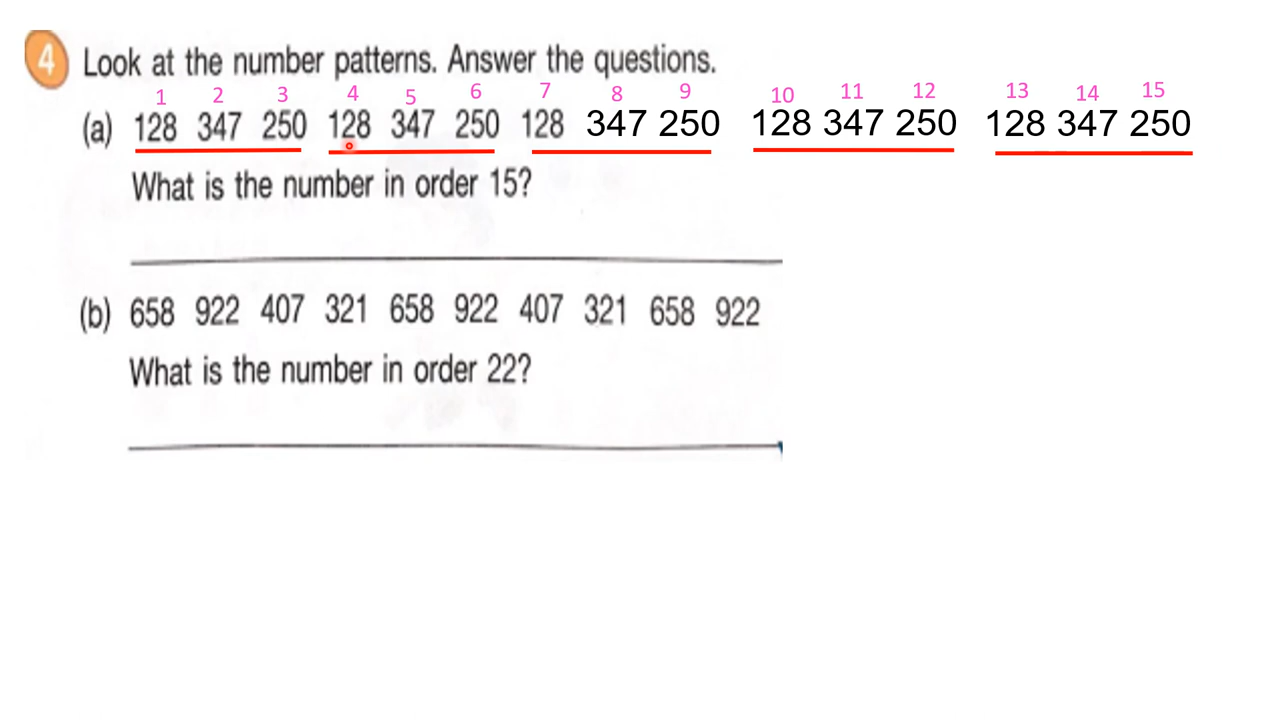 4 Look at the number patterns. Answer the questions.
1 2 3 4 5 6 7 8 9 10 11 12 13 14 15
(a) 128 347 250 128 347 250 128 347 250 128 347 250 128 347 250
What is the number in order 15?
(b) 658 922 407 321 658 922 407 321 658 922
What is the number in order 22?